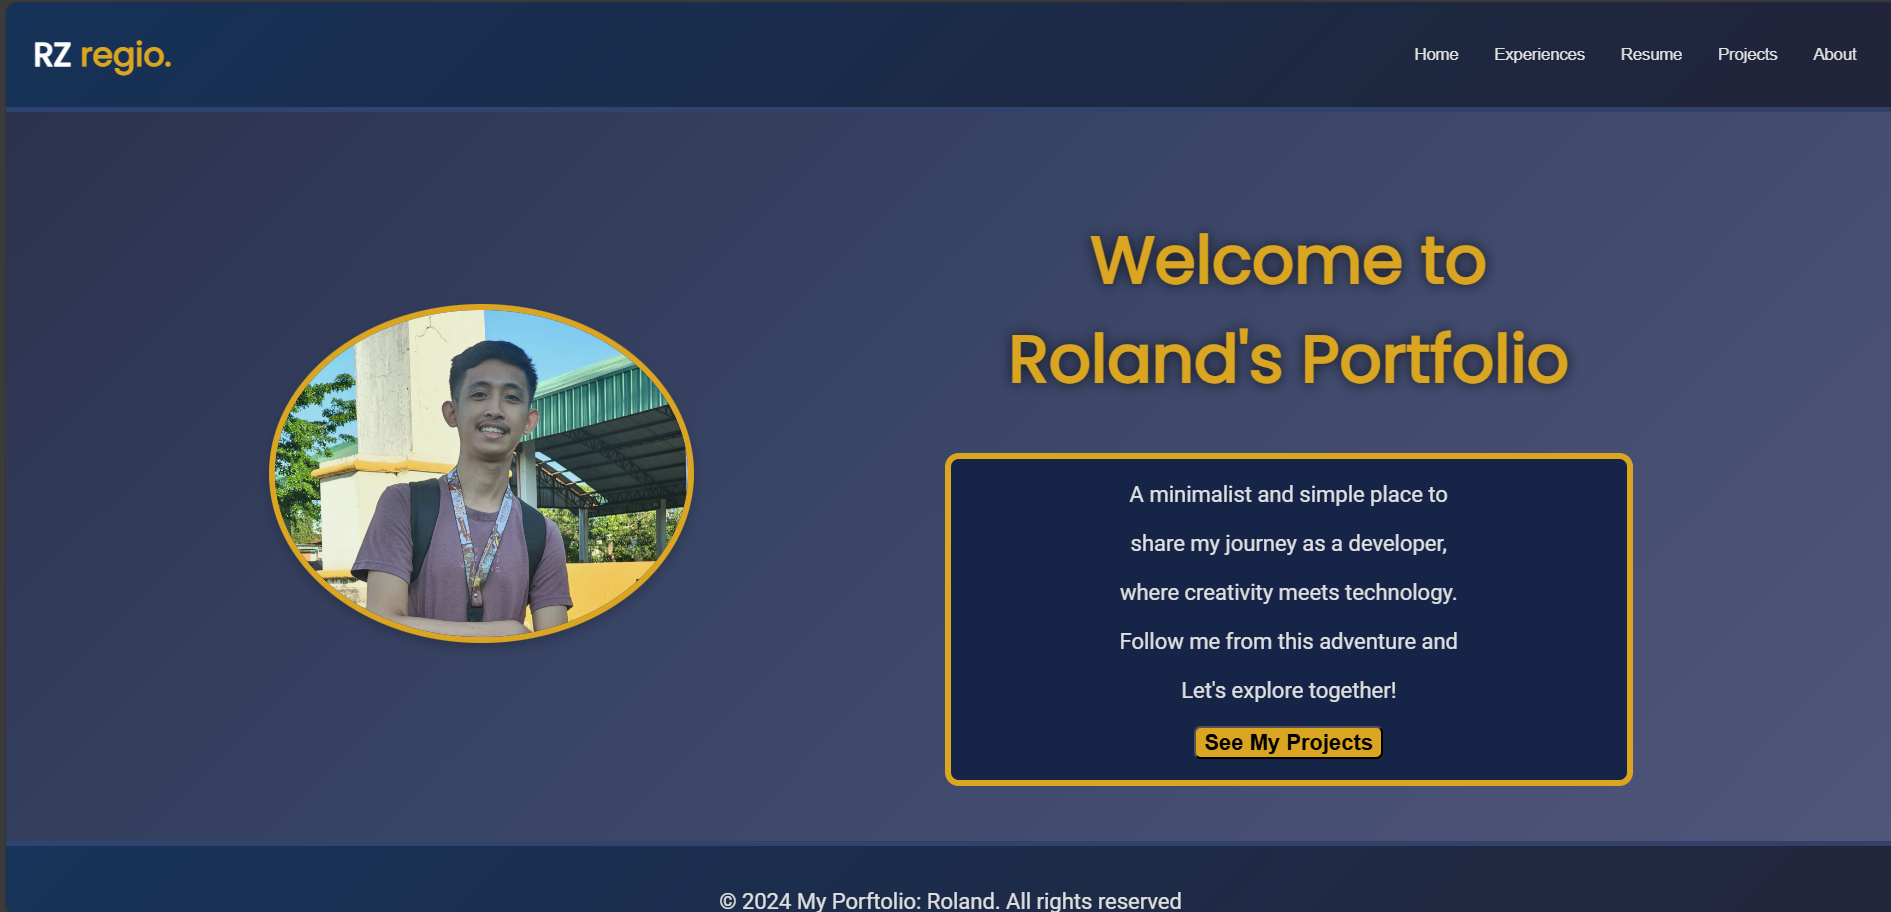 RZ regio.
Home Experiences Resume Projects About
Welcome to
Roland's Portfolio
A minimalist and simple place to
share my journey as a developer,
where creativity meets technology.
Follow me from this adventure and
Let's explore together!
See My Projects
© 2024 My Porftolio: Roland. All rights reserved